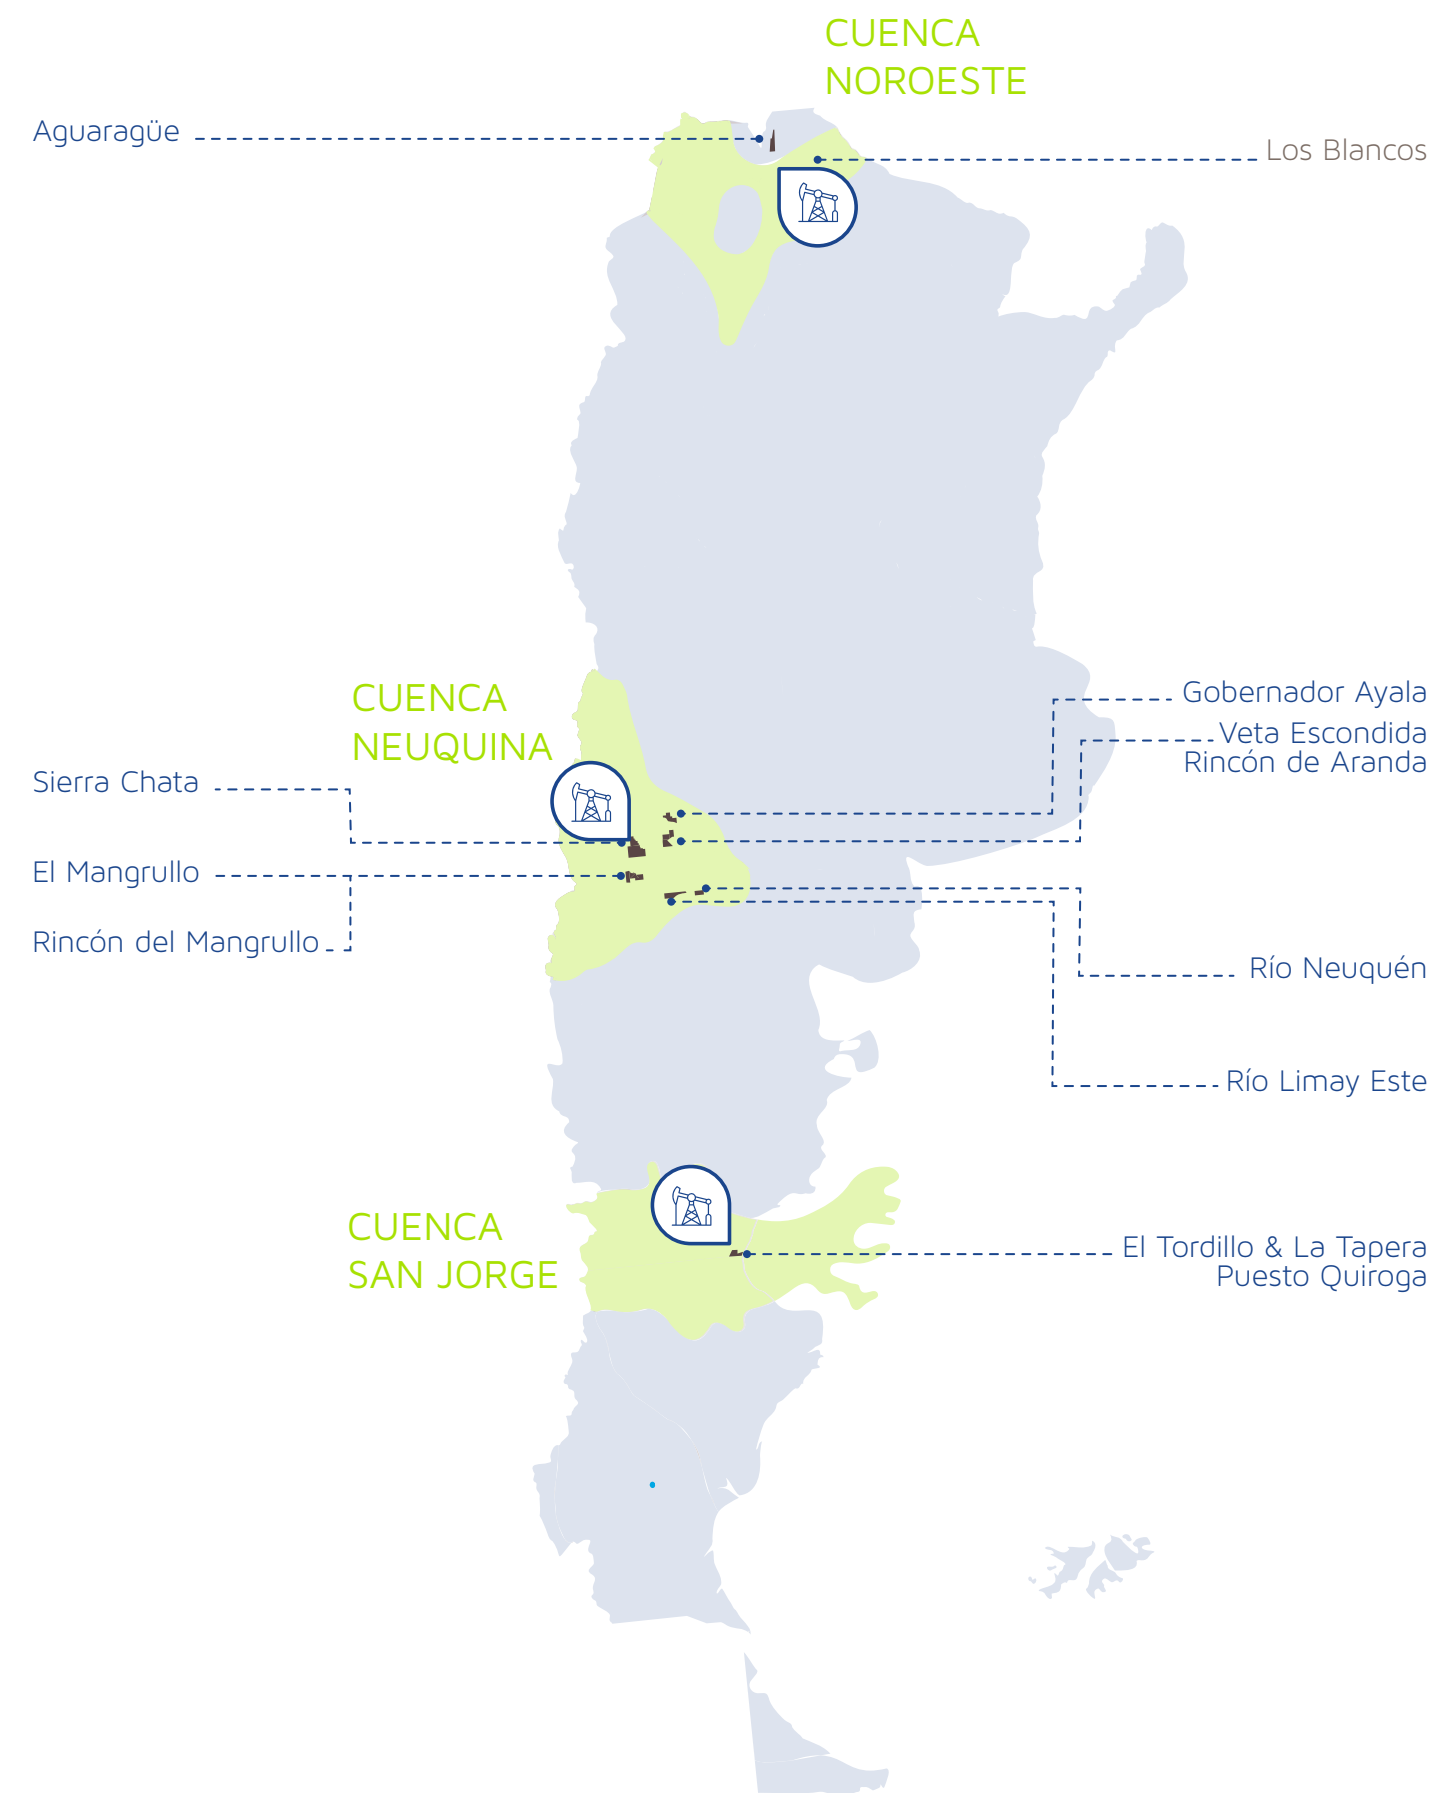 CUENCA
NOROESTE
Aguaragüe
Los Blancos
CUENCA
NEUQUINA
Gobernador Ayala
Veta Escondida
Rincón de Aranda
Sierra Chata
El Mangrullo
Rincón del Mangrullo
Río Neuquén
Río Limay Este
CUENCA
SAN JORGE
El Tordillo & La Tapera
Puesto Quiroga